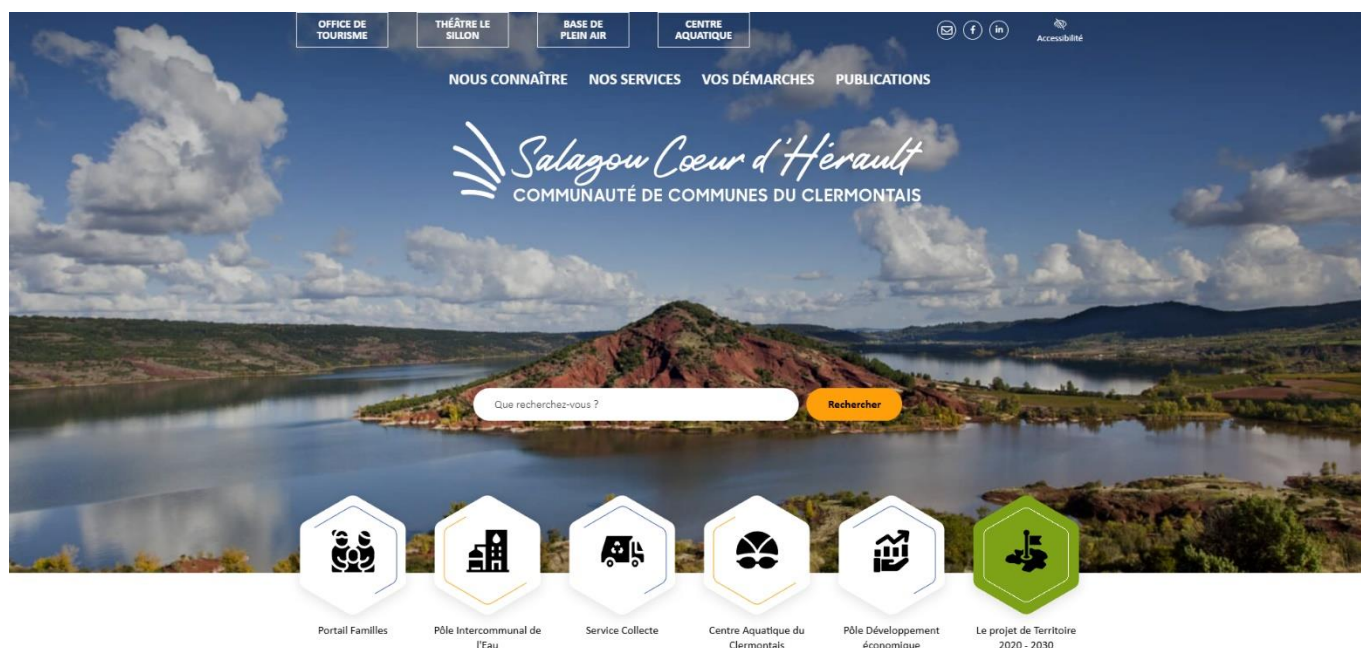 OFFICE DE
TOURISME
THÉÂTRE LE
SILLON
BASE DE
PLEIN AIR
CENTRE
AQUATIQUE
Accessibilité
NOUS CONNAÎTRE NOS SERVICES VOS DÉMARCHES PUBLICATIONS
Salagou Cœur d'Hérault
COMMUNAUTÉ DE COMMUNES DU CLERMONTAIS
Que recherchez-vous ? Rechercher
Portail Familles
Pôle Intercommunal de
l'Eau
Service Collecte
Centre Aquatique du
Clermontais
Pôle Développement
économique
Le projet de Territoire
2020 - 2030